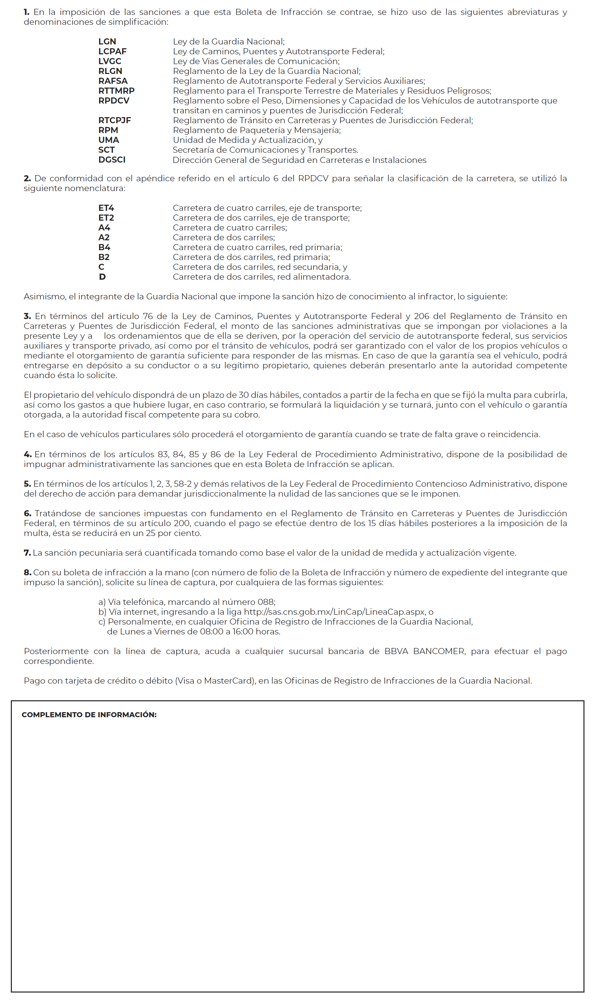 1. En la imposición de las sanciones a que esta Boleta de Infracción se contrae, se hizo uso de las siguientes abreviaturas y
denominaciones de simplificación:
LGN Ley de la Guardia Nacional;
LCPAF Ley de Caminos, Puentes y Autotransporte Federal;
LVGC Ley de Vías Generales de Comunicación;
RLGN Reglamento de la Ley de la Guardia Nacional;
RAFSA Reglamento de Autotransporte Federal y Servicios Auxiliares;
RTTMRP Reglamento para el Transporte Terrestre de Materiales y Residuos Peligrosos;
RPDCV Reglamento sobre el Peso, Dimensiones y Capacidad de los Vehículos de autotransporte que
transitan en caminos y puentes de Jurisdicción Federal;
RTCPJF Reglamento de Tránsito en Carreteras y Puentes de Jurisdicción Federal;
RPM Reglamento de Paquetería y Mensajería;
UMA Unidad de Medida y Actualización, y
SCT Secretaría de Comunicaciones y Transportes.
DGSCI Dirección General de Seguridad en Carreteras e Instalaciones
2. De conformidad con el apéndice referido en el artículo 6 del RPDCV para señalar la clasificación de la carretera, se utilizó la
siguiente nomenclatura:
ET4 Carretera de cuatro carriles, eje de transporte;
ET2 Carretera de dos carriles, eje de transporte;
A4 Carretera de cuatro carriles;
A2 Carretera de dos carriles;
B4 Carretera de cuatro carriles, red primaria;
B2 Carretera de dos carriles, red primaria;
C Carretera de dos carriles, red secundaria, y
D Carretera de dos carriles, red alimentadora.
Asimismo, el integrante de la Guardia Nacional que impone la sanción hizo de conocimiento al infractor, lo siguiente:
3. En términos del artículo 76 de la Ley de Caminos, Puentes y Autotransporte Federal y 206 del Reglamento de Tránsito en
Carreteras y Puentes de Jurisdicción Federal, el monto de las sanciones administrativas que se impongan por violaciones a la
presente Ley y a los ordenamientos que de ella se deriven, por la operación del servicio de autotransporte federal, sus servicios
auxiliares y transporte privado, así como por el tránsito de vehículos, podrá ser garantizado con el valor de los propios vehículos o
mediante el otorgamiento de garantía suficiente para responder de las mismas. En caso de que la garantía sea el vehículo, podrá
entregarse en depósito a su conductor o a su legítimo propietario, quienes deberán presentarlo ante la autoridad competente
cuando ésta lo solicite.
El propietario del vehículo dispondrá de un plazo de 30 días hábiles, contados a partir de la fecha en que se fijó la multa para cubrirla,
así como los gastos a que hubiere lugar, en caso contrario, se formulará la liquidación y se turnará, junto con el vehículo o garantía
otorgada, a la autoridad fiscal competente para su cobro.
En el caso de vehículos particulares sólo procederá el otorgamiento de garantía cuando se trate de falta grave o reincidencia.
4. En términos de los artículos 83, 84, 85 y 86 de la Ley Federal de Procedimiento Administrativo, dispone de la posibilidad de
impugnar administrativamente las sanciones que en esta Boleta de Infracción se aplican.
5. En términos de los artículos 1, 2, 3, 58-2 y demás relativos de la Ley Federal de Procedimiento Contencioso Administrativo, dispone
del derecho de acción para demandar jurisdiccionalmente la nulidad de las sanciones que se le imponen.
6. Tratándose de sanciones impuestas con fundamento en el Reglamento de Tránsito en Carreteras y Puentes de Jurisdicción
Federal, en términos de su artículo 200, cuando el pago se efectúe dentro de los 15 días hábiles posteriores a la imposición de la
multa, ésta se reducirá en un 25 por ciento.
7. La sanción pecuniaria será cuantificada tomando como base el valor de la unidad de medida y actualización vigente.
8. Con su boleta de infracción a la mano (con número de folio de la Boleta de Infracción y número de expediente del integrante que
impuso la sanción), solicite su línea de captura, por cualquiera de las formas siguientes:
a) Vía telefónica, marcando al número 088;
b) Vía internet, ingresando a la liga http://sas.cns.gob.mx/LinCap/LineaCap.aspx, o
c) Personalmente, en cualquier Oficina de Registro de Infracciones de la Guardia Nacional,
de Lunes a Viernes de 08:00 a 16:00 horas.
Posteriormente con la línea de captura, acuda a cualquier sucursal bancaria de BBVA BANCOMER, para efectuar el pago
correspondiente.
Pago con tarjeta de crédito o débito (Visa o MasterCard), en las Oficinas de Registro de Infracciones de la Guardia Nacional.
COMPLEMENTO DE INFORMACIÓN: